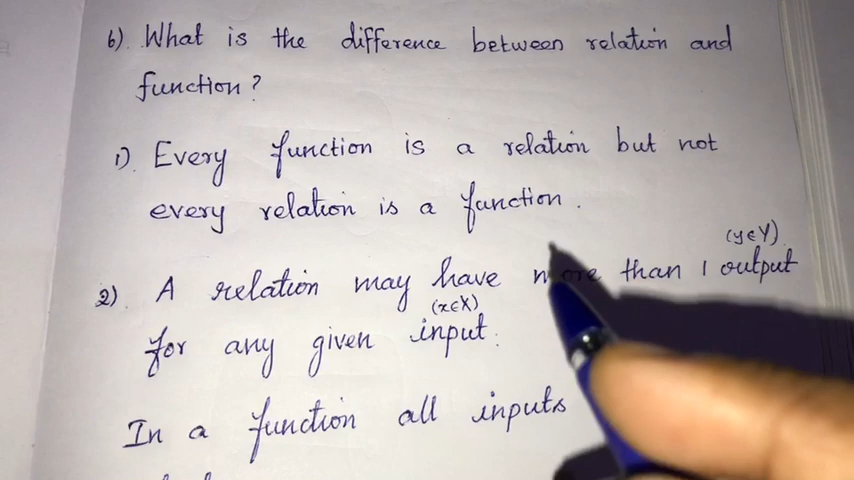 6) What is the difference between relation and
function?
1). Every function is a relation but not
every relation is a function.
(y∈Y)
2) A relation may have more than 1 output
(x∈X)
for any given input.
In a function all inputs